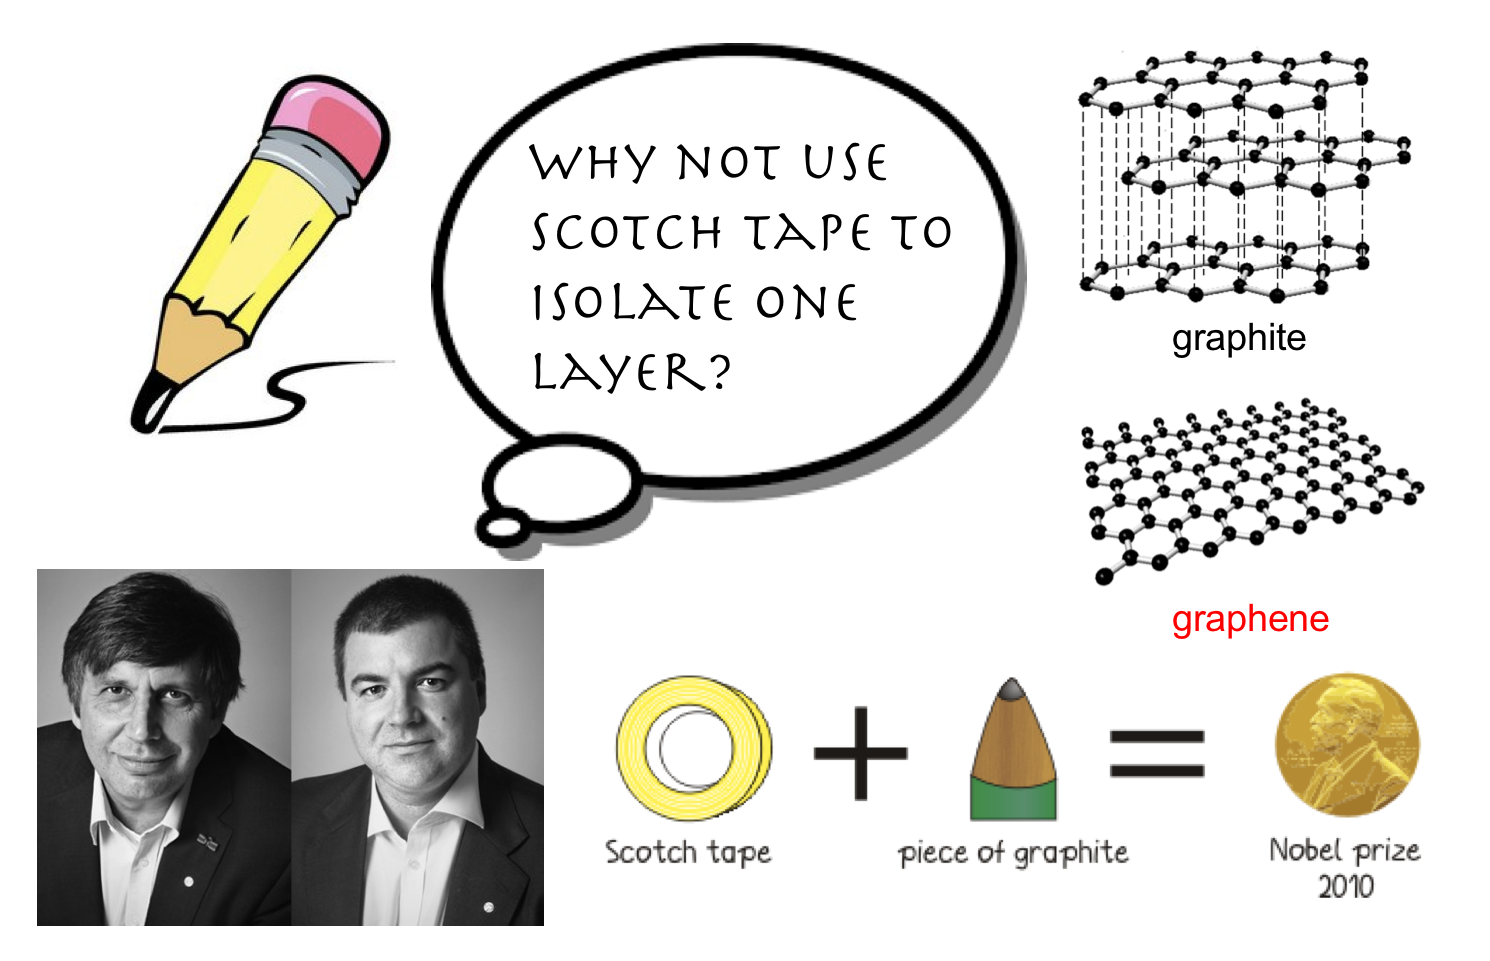 WHY NOT USE
SCOTCH TAPE TO
ISOLATE ONE
LAYER?
graphite
graphene
Scotch tape
piece of graphite
Nobel prize
2010